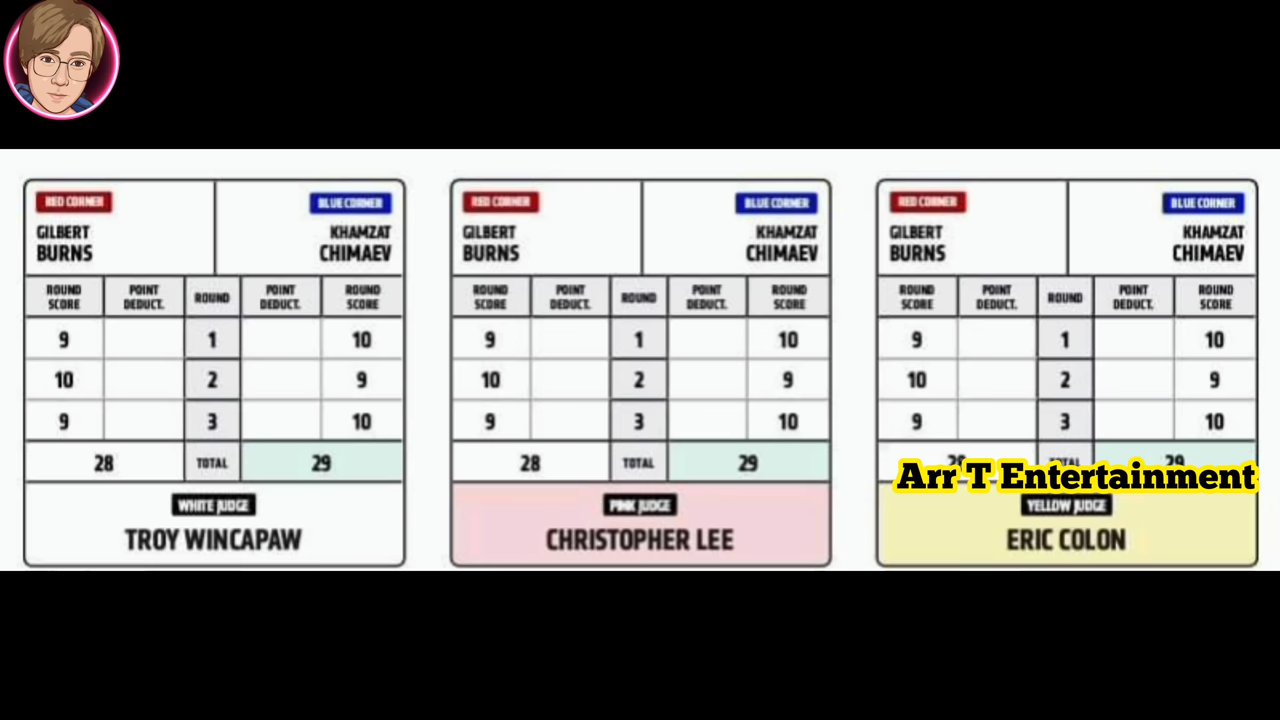 RED CORNER
BLUE CORNER
GILBERT
BURNS
KHAMZAT
CHIMAEV
ROUND SCORE
POINT DEDUCT.
ROUND
POINT DEDUCT.
ROUND SCORE
9 1 10
10 2 9
9 3 10
28 TOTAL 29
WHITE JUDGE
TROY WINCAPAW
RED CORNER
BLUE CORNER
GILBERT
BURNS
KHAMZAT
CHIMAEV
ROUND SCORE
POINT DEDUCT.
ROUND
POINT DEDUCT.
ROUND SCORE
9 1 10
10 2 9
9 3 10
28 TOTAL 29
PINK JUDGE
CHRISTOPHER LEE
RED CORNER
BLUE CORNER
GILBERT
BURNS
KHAMZAT
CHIMAEV
ROUND SCORE
POINT DEDUCT.
ROUND
POINT DEDUCT.
ROUND SCORE
9 1 10
10 2 9
9 3 10
28 TOTAL 29
Arr T Entertainment
YELLOW JUDGE
ERIC COLON